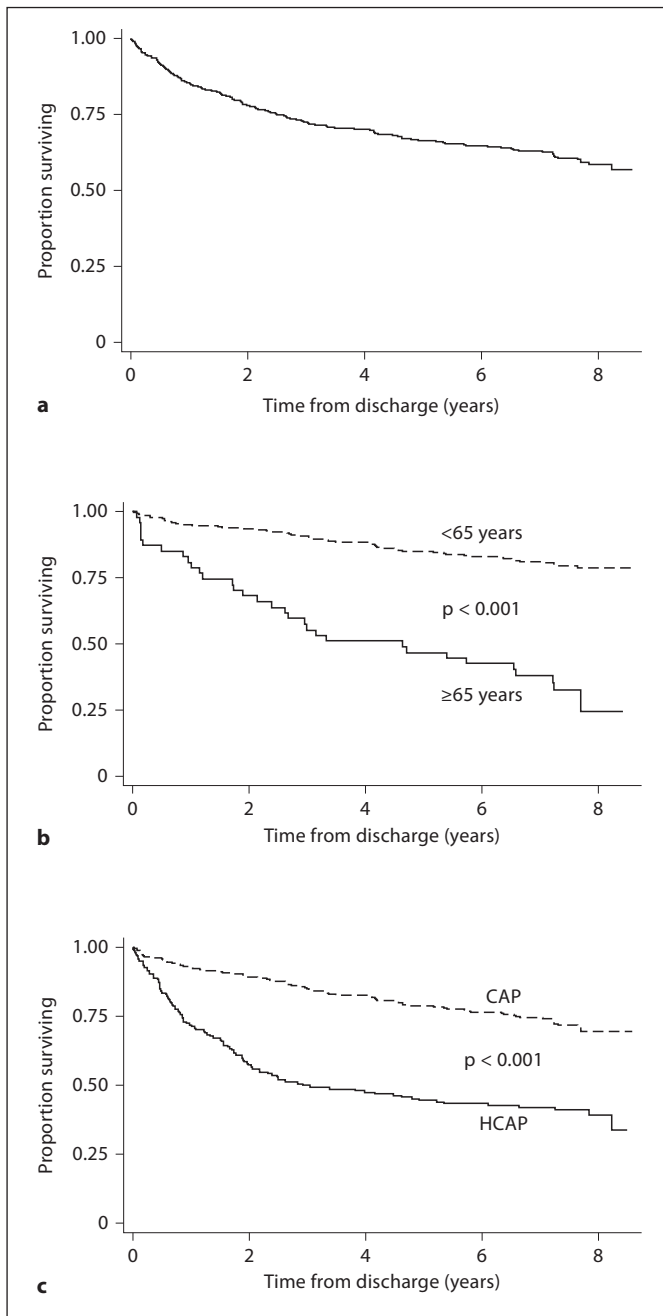 1.00
0.75
0.50
0.25
0
Proportion surviving
0 2 4 6 8
Time from discharge (years)
a
1.00
0.75
0.50
0.25
0
Proportion surviving
<65 years
p < 0.001
≥65 years
0 2 4 6 8
Time from discharge (years)
b
1.00
0.75
0.50
0.25
0
Proportion surviving
CAP
p < 0.001
HCAP
0 2 4 6 8
Time from discharge (years)
c